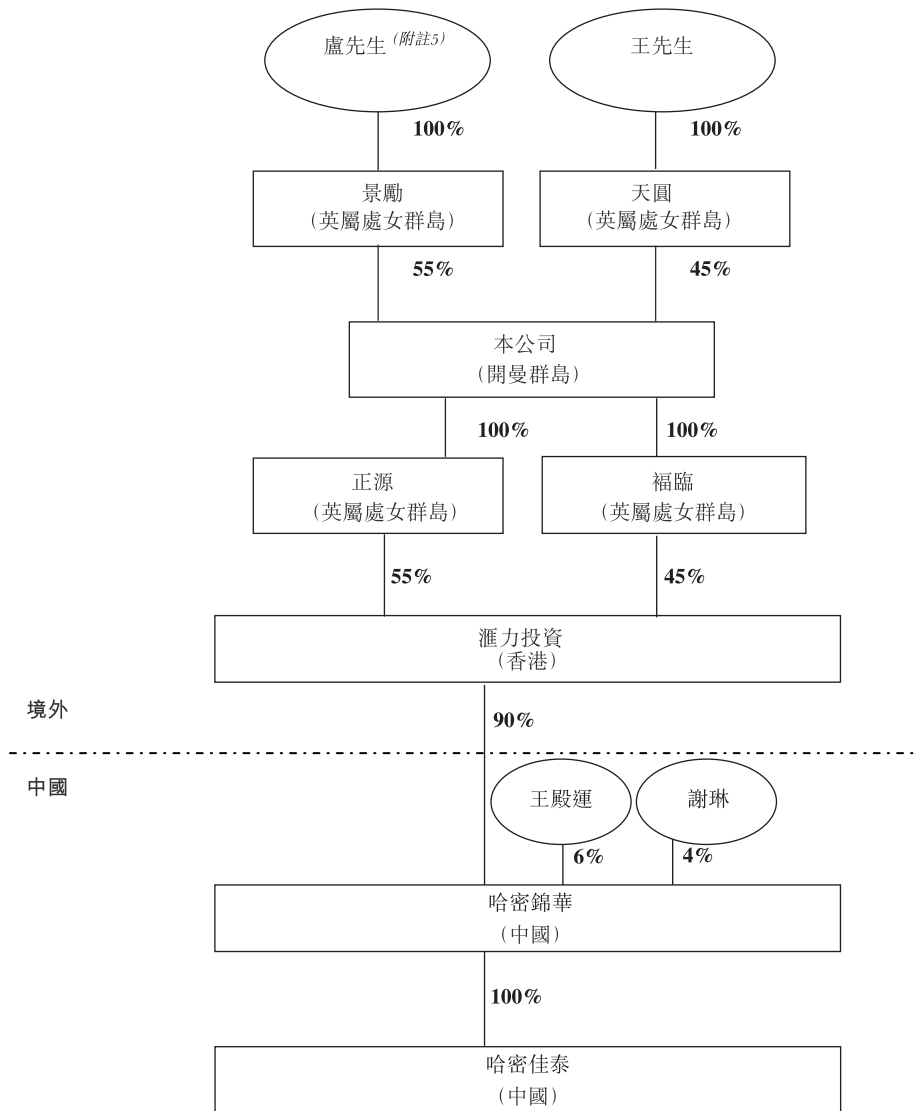 盧先生(附註5)
王先生
100%
100%
景勵
(英屬處女群島)
天圓
(英屬處女群島)
55%
45%
本公司
(開曼群島)
100%
100%
正源
(英屬處女群島)
福臨
(英屬處女群島)
55%
45%
滙力投資
(香港)
境外
90%
中國
王殿運
謝琳
6%
4%
哈密錦華
(中國)
100%
哈密佳泰
(中國)